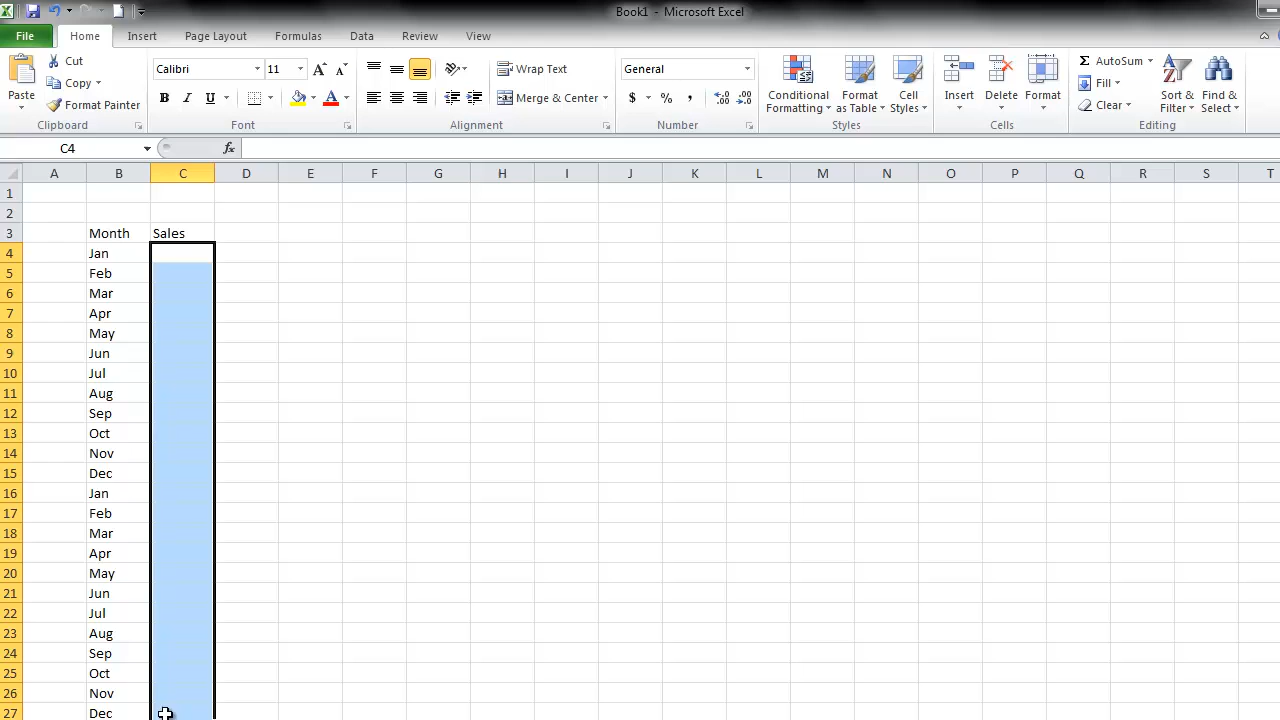 Book1 - Microsoft Excel
File Home Insert Page Layout Formulas Data Review View
Paste
Cut
Copy
Format Painter
Clipboard
Calibri 11
B I U A
Font
Wrap Text
Merge & Center
Alignment
General
$ % ,
Number
Conditional Formatting
Format as Table
Cell Styles
Styles
Insert Delete Format
Cells
Σ AutoSum
Fill
Clear
Sort & Filter
Find & Select
Editing
C4 fx
A B C D E F G H I J K L M N O P Q R S T
1
2
3 Month Sales
4 Jan
5 Feb
6 Mar
7 Apr
8 May
9 Jun
10 Jul
11 Aug
12 Sep
13 Oct
14 Nov
15 Dec
16 Jan
17 Feb
18 Mar
19 Apr
20 May
21 Jun
22 Jul
23 Aug
24 Sep
25 Oct
26 Nov
27 Dec